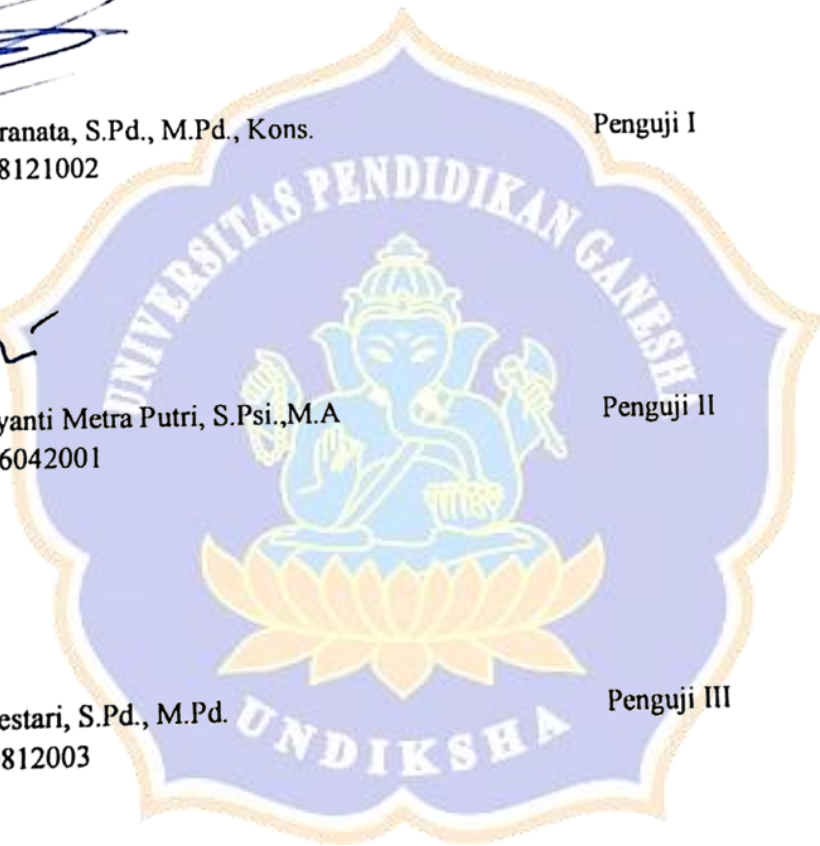 ranata, S.Pd., M.Pd., Kons.
Penguji I
8121002
UNIVERSITAS PENDIDIKAN GANESHA
yanti Metra Putri, S.Psi.,M.A
Penguji II
6042001
estari, S.Pd., M.Pd.
Penguji III
812003
UNDIKSHA